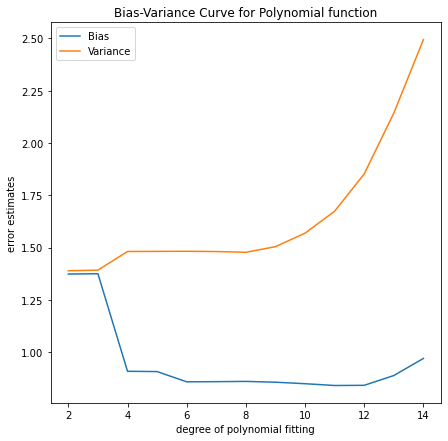 Bias-Variance Curve for Polynomial function
Bias
Variance
2.50
2.25
2.00
1.75
1.50
1.25
1.00
error estimates
2 4 6 8 10 12 14
degree of polynomial fitting